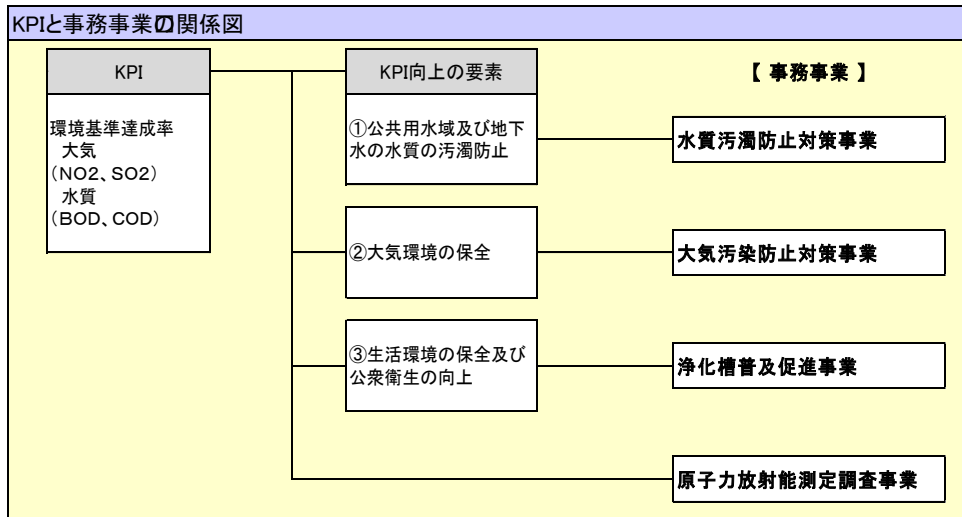 KPIと事務事業の関係図
KPI
環境基準達成率
大気
(NO2、SO2)
水質
(BOD、COD)
KPI向上の要素
①公共用水域及び地下
水の水質の汚濁防止
②大気環境の保全
③生活環境の保全及び
公衆衛生の向上
【 事務事業 】
水質汚濁防止対策事業
大気汚染防止対策事業
浄化槽普及促進事業
原子力放射能測定調査事業